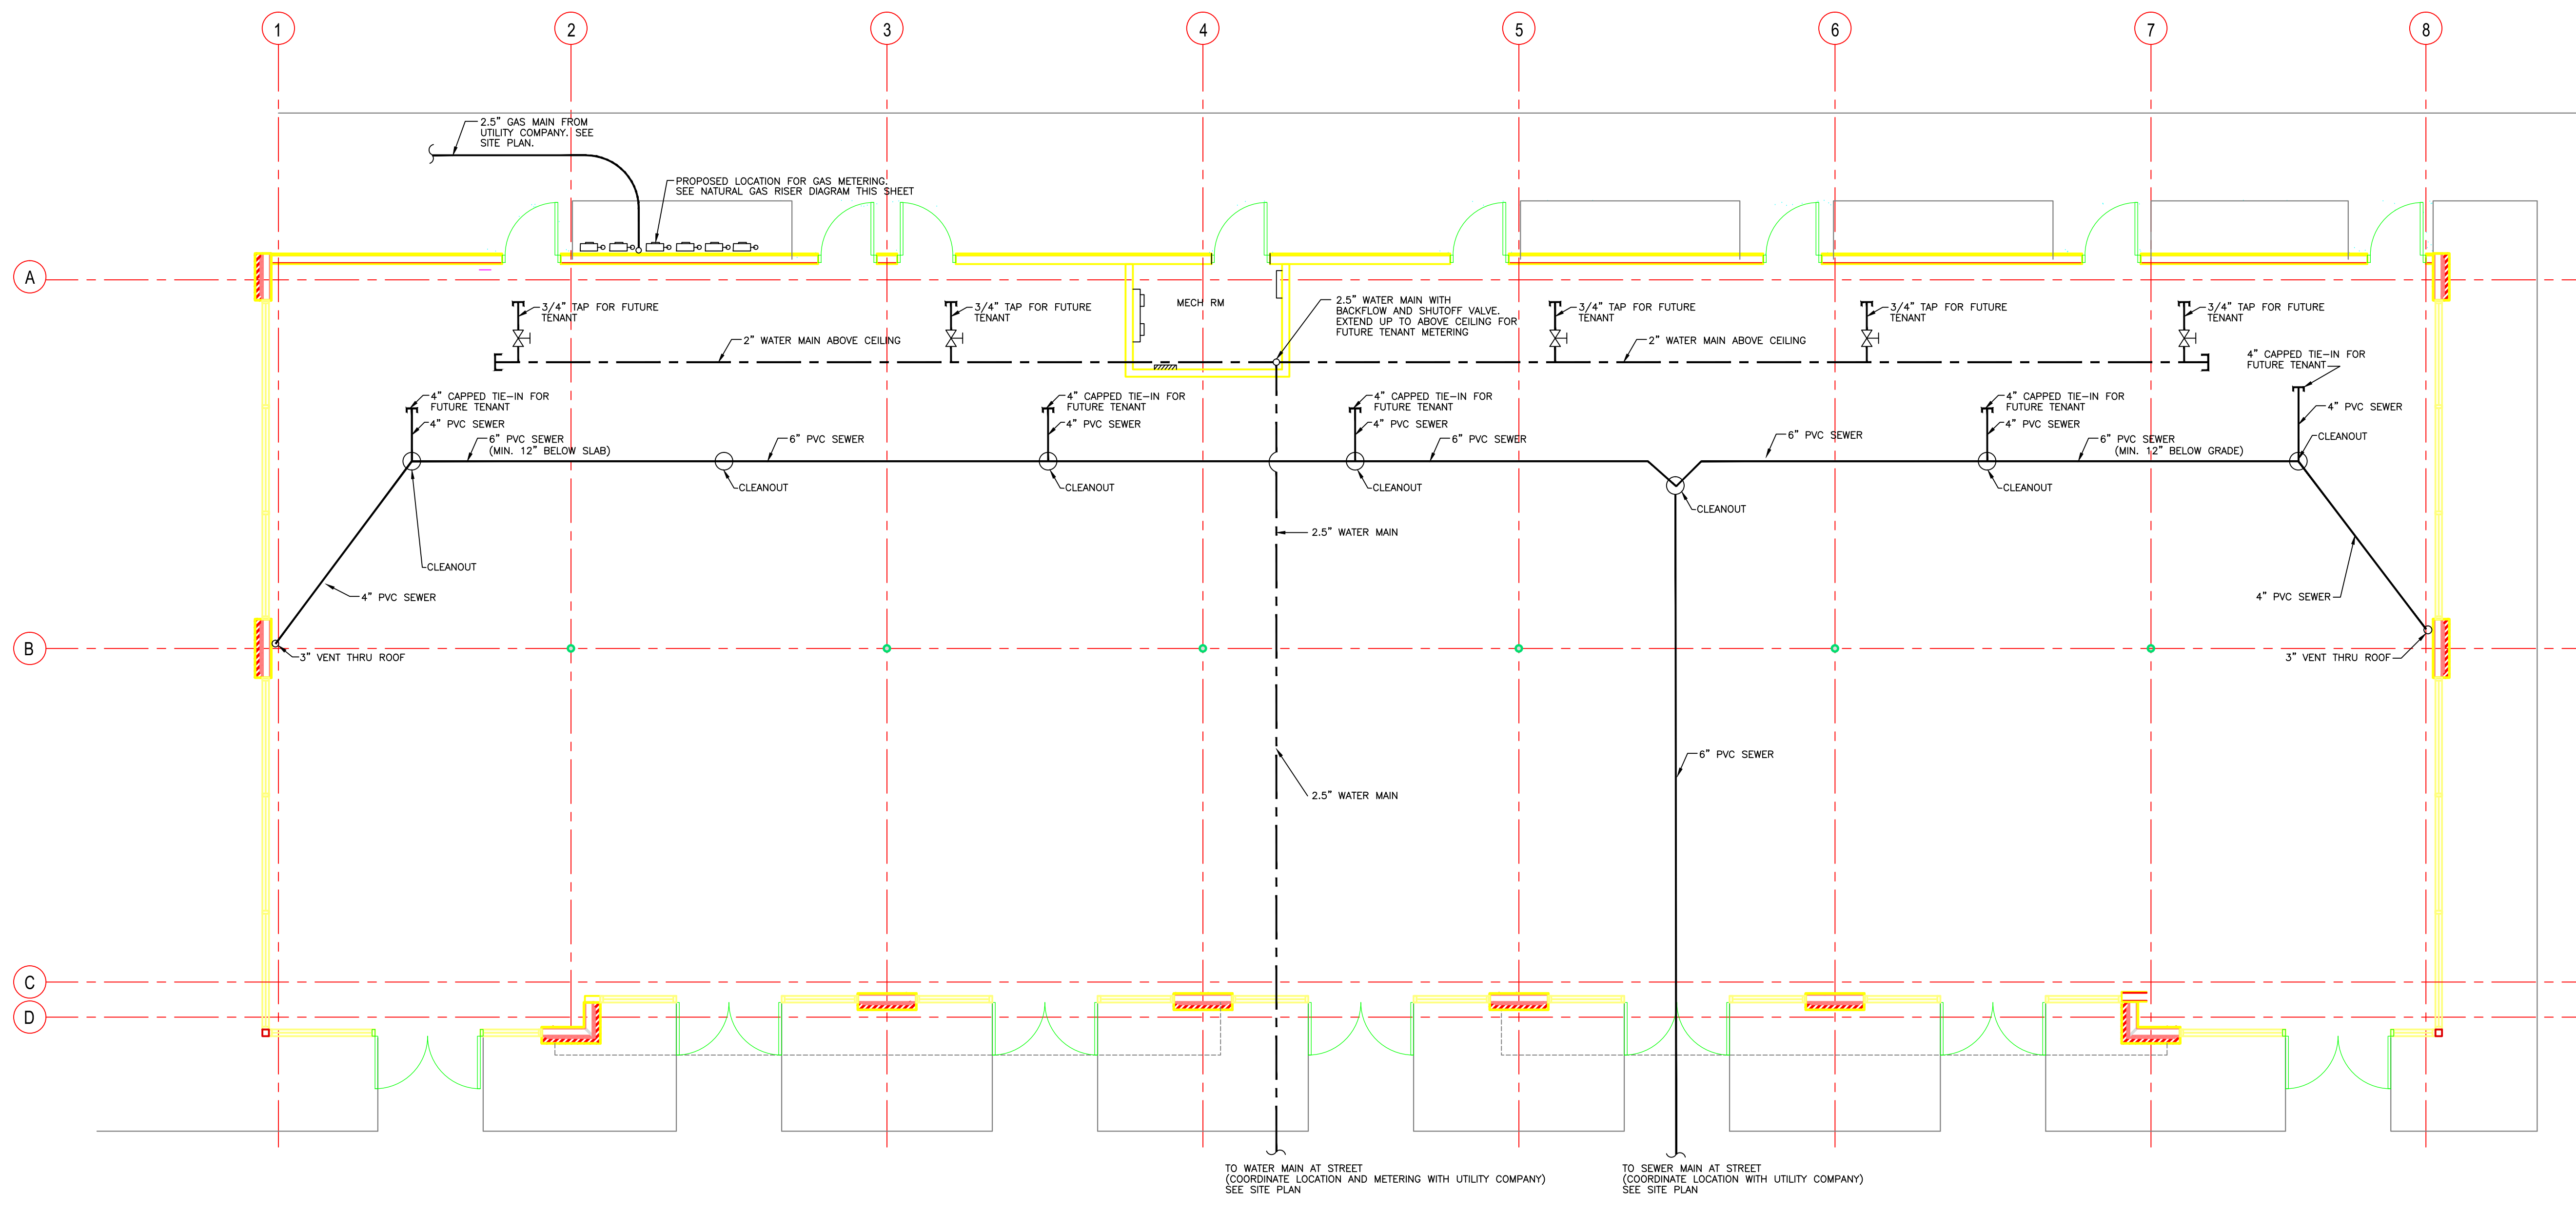 1
2
3
4
5
6
7
8
2.5" GAS MAIN FROM
UTILITY COMPANY. SEE
SITE PLAN.
PROPOSED LOCATION FOR GAS METERING.
SEE NATURAL GAS RISER DIAGRAM THIS SHEET
A
MECH RM
3/4" TAP FOR FUTURE
TENANT
3/4" TAP FOR FUTURE
TENANT
2.5" WATER MAIN WITH
BACKFLOW AND SHUTOFF VALVE.
EXTEND UP TO ABOVE CEILING FOR
FUTURE TENANT METERING
3/4" TAP FOR FUTURE
TENANT
3/4" TAP FOR FUTURE
TENANT
3/4" TAP FOR FUTURE
TENANT
2" WATER MAIN ABOVE CEILING
2" WATER MAIN ABOVE CEILING
4" CAPPED TIE-IN FOR
FUTURE TENANT
4" CAPPED TIE-IN FOR
FUTURE TENANT
4" PVC SEWER
6" PVC SEWER
(MIN. 12" BELOW SLAB)
6" PVC SEWER
4" CAPPED TIE-IN FOR
FUTURE TENANT
4" PVC SEWER
4" CAPPED TIE-IN FOR
FUTURE TENANT
4" PVC SEWER
6" PVC SEWER
6" PVC SEWER
4" CAPPED TIE-IN FOR
FUTURE TENANT
4" PVC SEWER
6" PVC SEWER
(MIN. 12" BELOW GRADE)
4" PVC SEWER
CLEANOUT
CLEANOUT
CLEANOUT
CLEANOUT
CLEANOUT
CLEANOUT
2.5" WATER MAIN
CLEANOUT
4" PVC SEWER
4" PVC SEWER
B
3" VENT THRU ROOF
3" VENT THRU ROOF
6" PVC SEWER
2.5" WATER MAIN
C
D
TO WATER MAIN AT STREET
(COORDINATE LOCATION AND METERING WITH UTILITY COMPANY)
SEE SITE PLAN
TO SEWER MAIN AT STREET
(COORDINATE LOCATION WITH UTILITY COMPANY)
SEE SITE PLAN